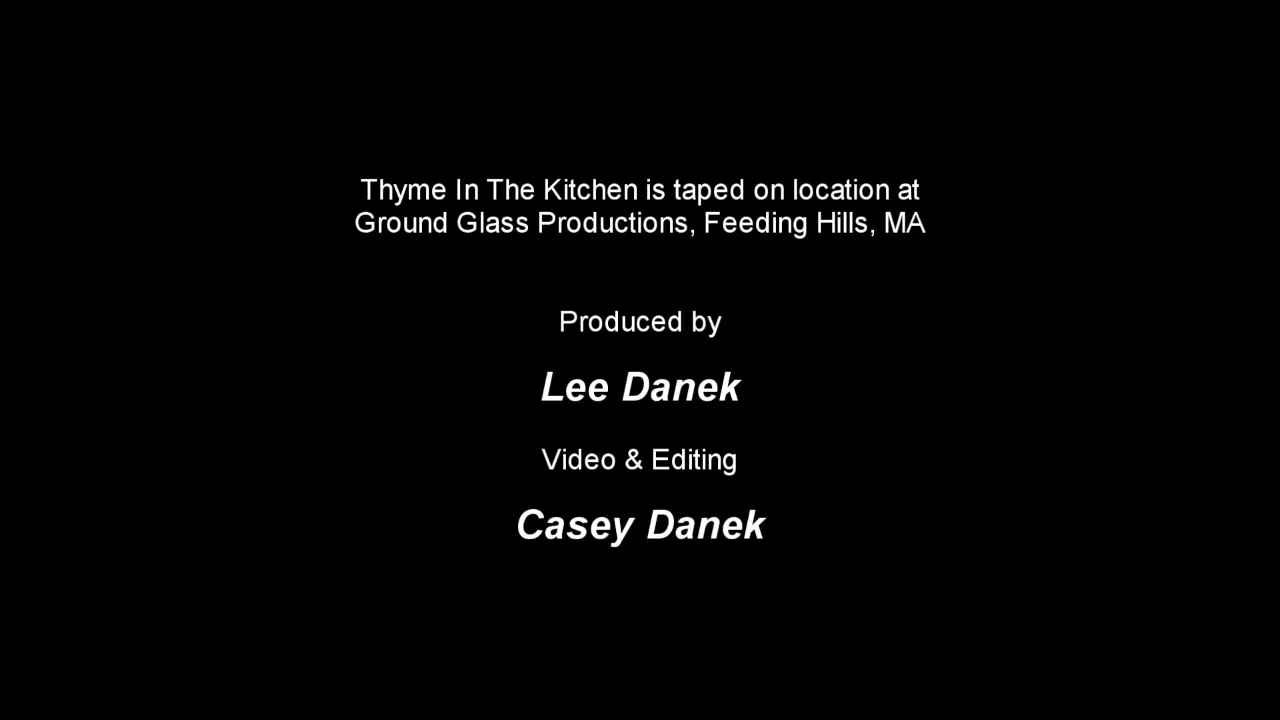 Thyme In The Kitchen is taped on location at
Ground Glass Productions, Feeding Hills, MA
Produced by
Lee Danek
Video & Editing
Casey Danek